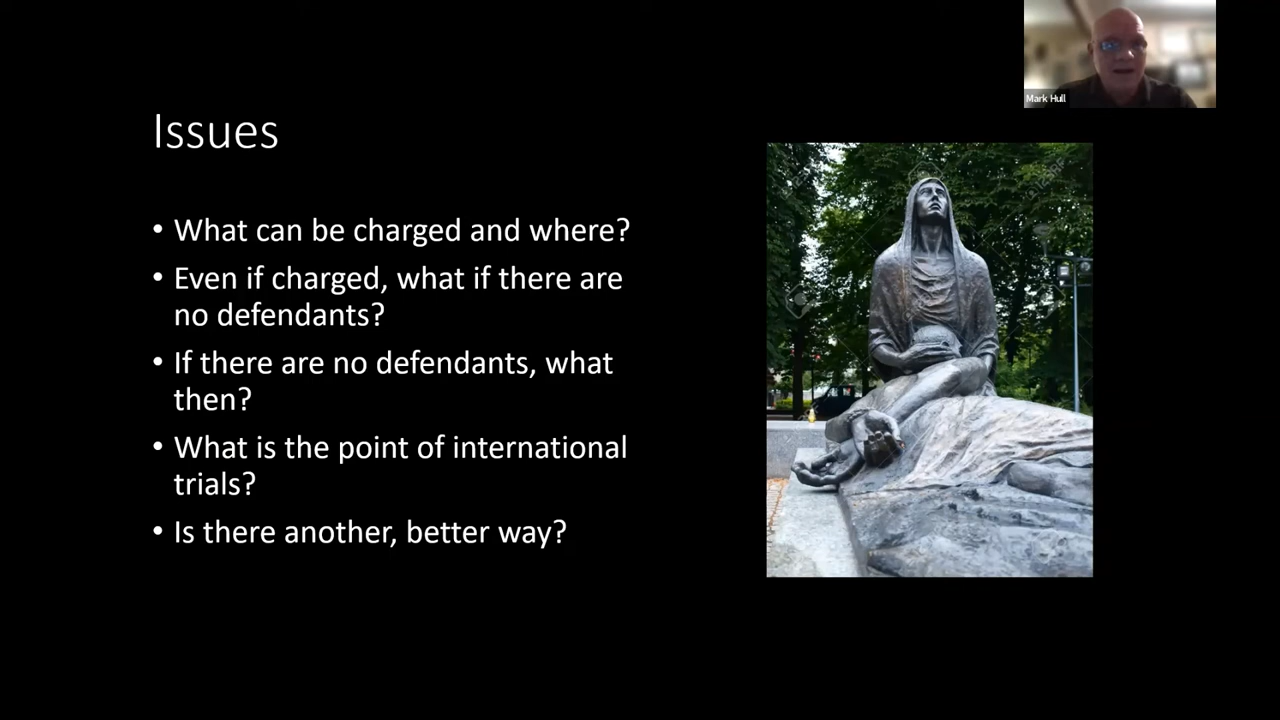 Mark Hull
Issues
• What can be charged and where?
• Even if charged, what if there are
no defendants?
• If there are no defendants, what
then?
• What is the point of international
trials?
• Is there another, better way?